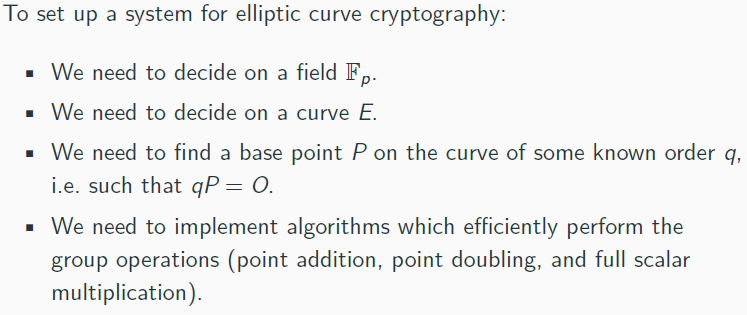 To set up a system for elliptic curve cryptography:
▪ We need to decide on a field 𝔽ₚ.
▪ We need to decide on a curve E.
▪ We need to find a base point P on the curve of some known order q,
i.e. such that qP = O.
▪ We need to implement algorithms which efficiently perform the
group operations (point addition, point doubling, and full scalar
multiplication).